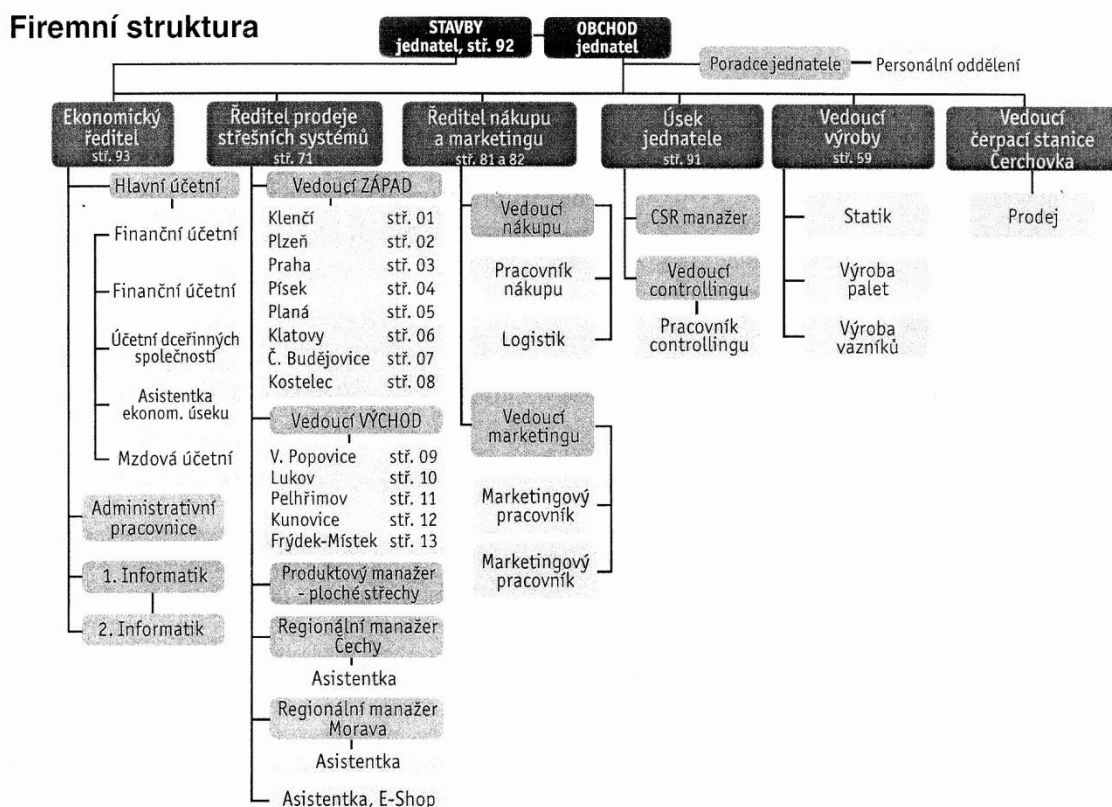 Firemní struktura
STAVBY
jednatel, stř. 92
OBCHOD
jednatel
Poradce jednatele
Personální oddělení
Ekonomický
ředitel
stř. 93
Ředitel prodeje
střešních systémů
stř. 71
Ředitel nákupu
a marketingu
stř. 81 a 82
Úsek
jednatele
stř. 91
Vedoucí
výroby
stř. 59
Vedoucí
čerpací stanice
Čerchovka
Hlavní účetní
Finanční účetní
Finanční účetní
Účetní dceřinných
společností
Asistentka
ekonom. úseku
Mzdová účetní
Administrativní
pracovnice
1. Informatik
2. Informatik
Vedoucí ZÁPAD
Klenčí stř. 01
Plzeň stř. 02
Praha stř. 03
Písek stř. 04
Planá stř. 05
Klatovy stř. 06
Č. Budějovice stř. 07
Kostelec stř. 08
Vedoucí VÝCHOD
V. Popovice stř. 09
Lukov stř. 10
Pelhřimov stř. 11
Kunovice stř. 12
Frýdek-Místek stř. 13
Produktový manažer
- ploché střechy
Regionální manažer
Čechy
Asistentka
Regionální manažer
Morava
Asistentka
Asistentka, E-Shop
Vedoucí
nákupu
Pracovník
nákupu
Logistik
Vedoucí
marketingu
Marketingový
pracovník
Marketingový
pracovník
CSR manažer
Vedoucí
controllingu
Pracovník
controllingu
Statik
Výroba
palet
Výroba
vazníků
Prodej